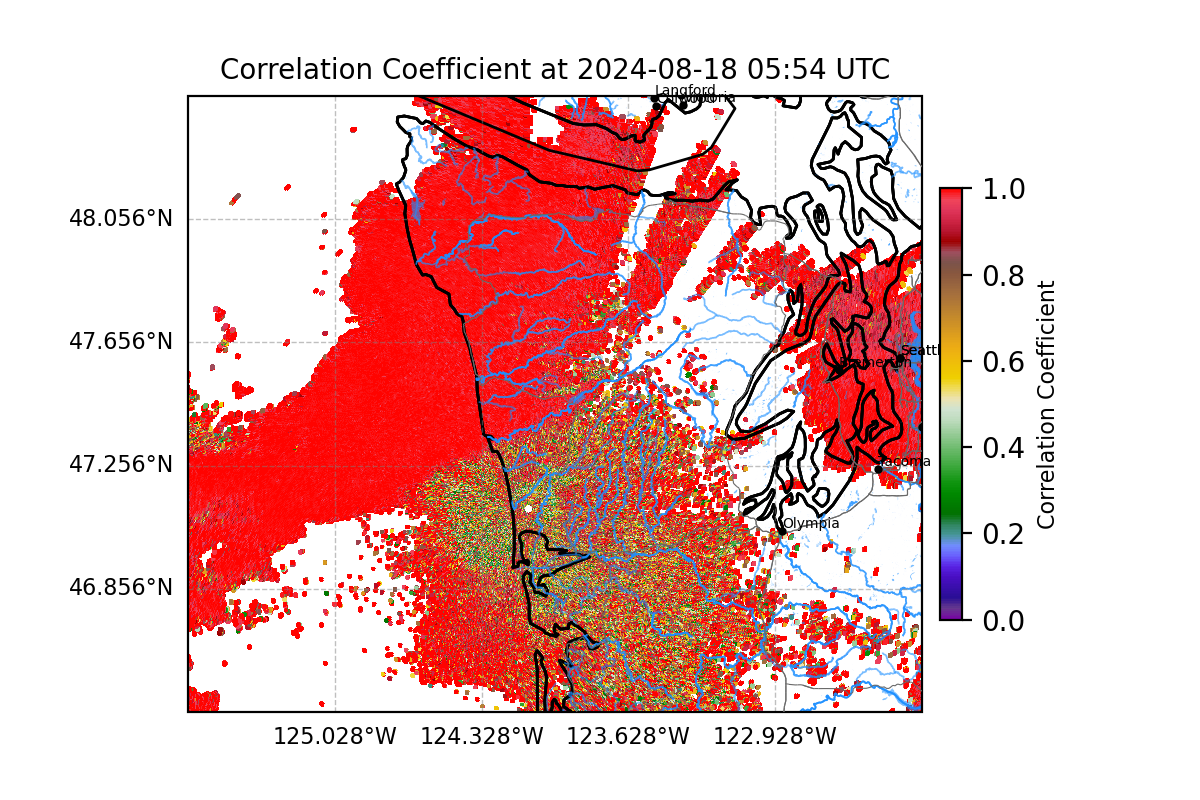 Correlation Coefficient at 2024-08-18 05:54 UTC
Langford
48.056°N
47.656°N
47.256°N
46.856°N
Seattl
Bremerton
Tacoma
Olympia
125.028°W
124.328°W
123.628°W
122.928°W
1.0
0.8
0.6
0.4
0.2
0.0
Correlation Coefficient